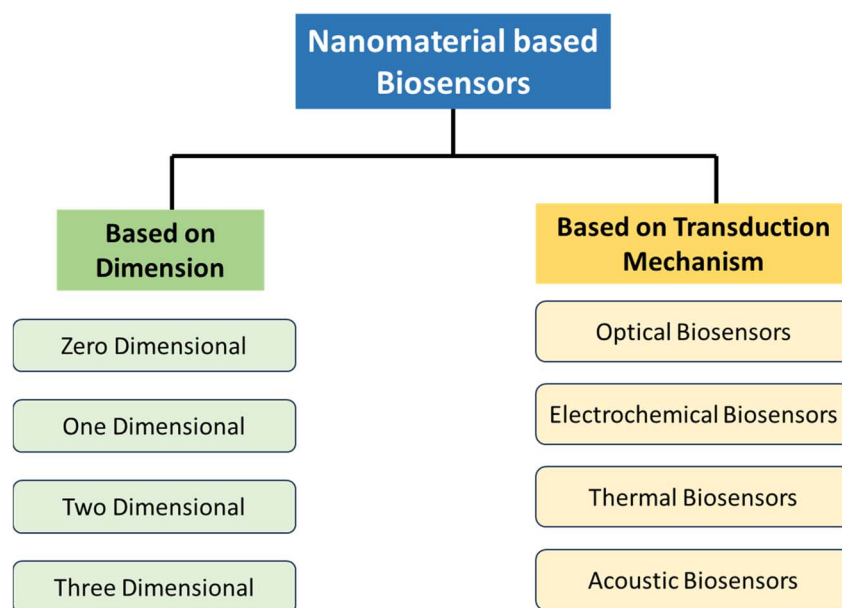 Nanomaterial based
Biosensors
Based on
Dimension
Zero Dimensional
One Dimensional
Two Dimensional
Three Dimensional
Based on Transduction
Mechanism
Optical Biosensors
Electrochemical Biosensors
Thermal Biosensors
Acoustic Biosensors